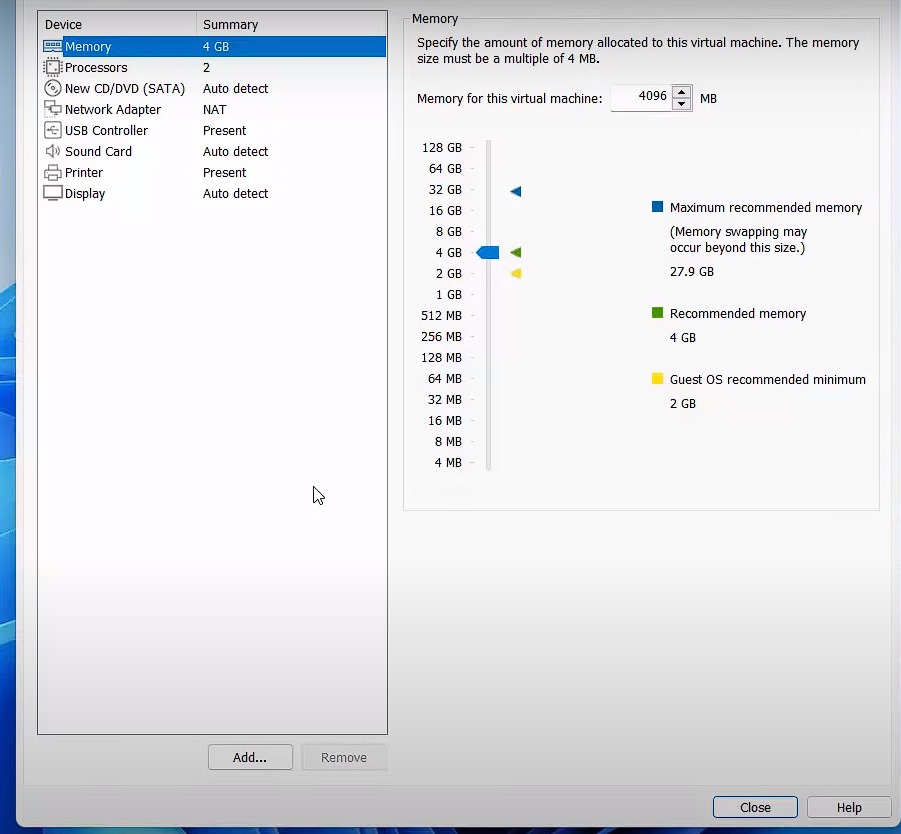 Device Summary
Memory 4 GB
Processors 2
New CD/DVD (SATA) Auto detect
Network Adapter NAT
USB Controller Present
Sound Card Auto detect
Printer Present
Display Auto detect
Add...
Remove
Memory
Specify the amount of memory allocated to this virtual machine. The memory
size must be a multiple of 4 MB.
Memory for this virtual machine: 4096 MB
128 GB
64 GB
32 GB
16 GB
8 GB
4 GB
2 GB
1 GB
512 MB
256 MB
128 MB
64 MB
32 MB
16 MB
8 MB
4 MB
Maximum recommended memory
(Memory swapping may
occur beyond this size.)
27.9 GB
Recommended memory
4 GB
Guest OS recommended minimum
2 GB
Close
Help